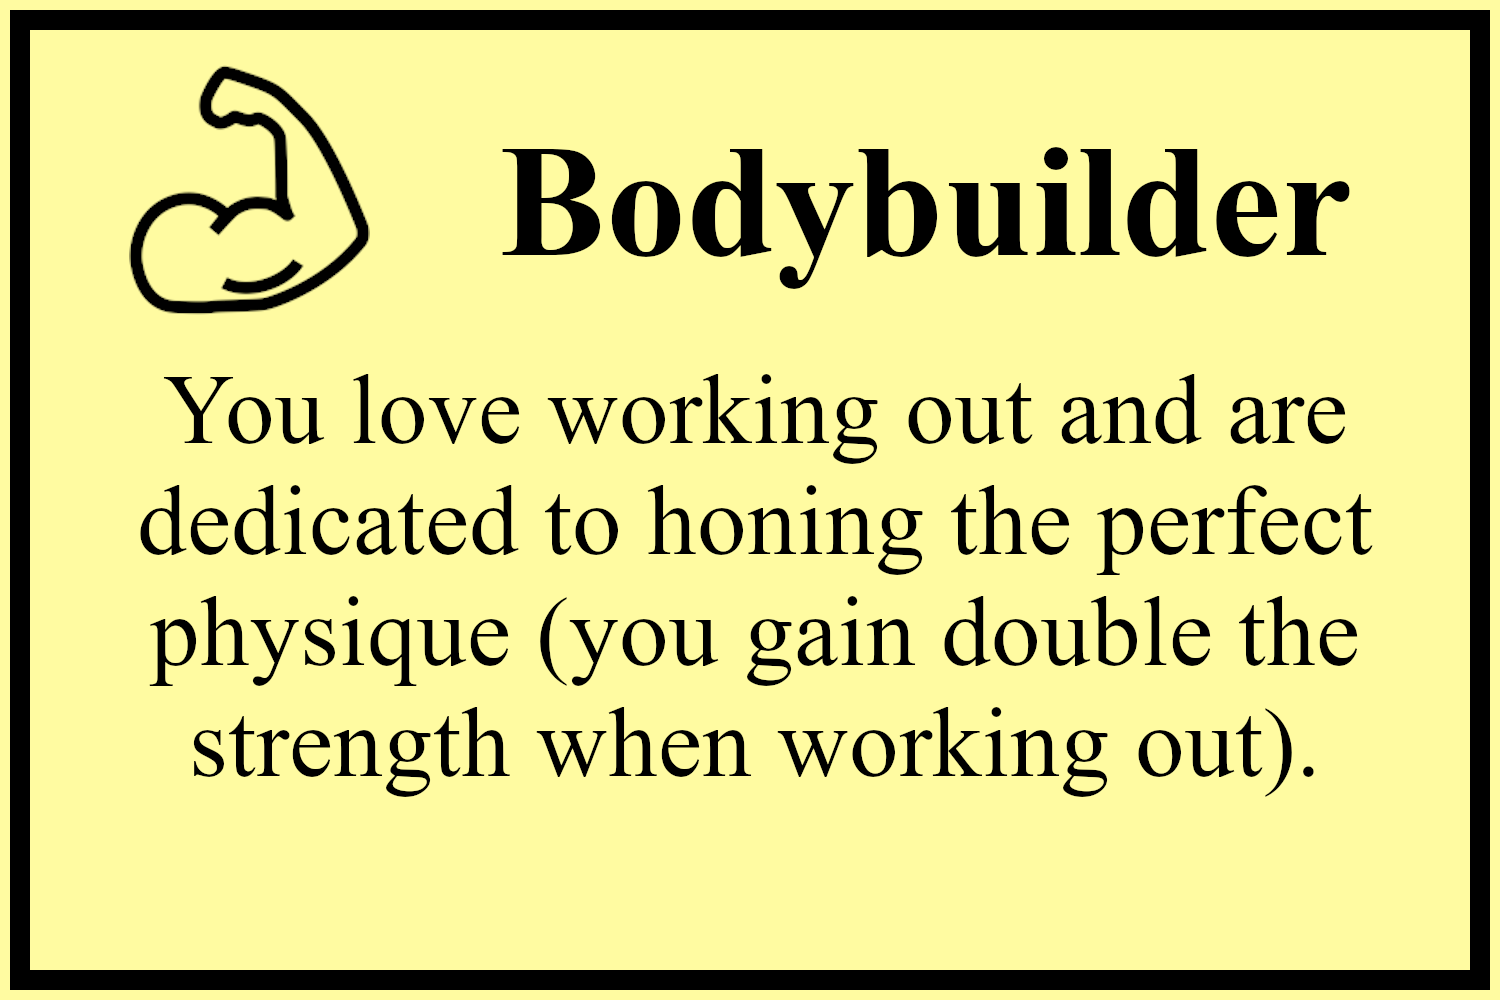 Bodybuilder
You love working out and are
dedicated to honing the perfect
physique (you gain double the
strength when working out).